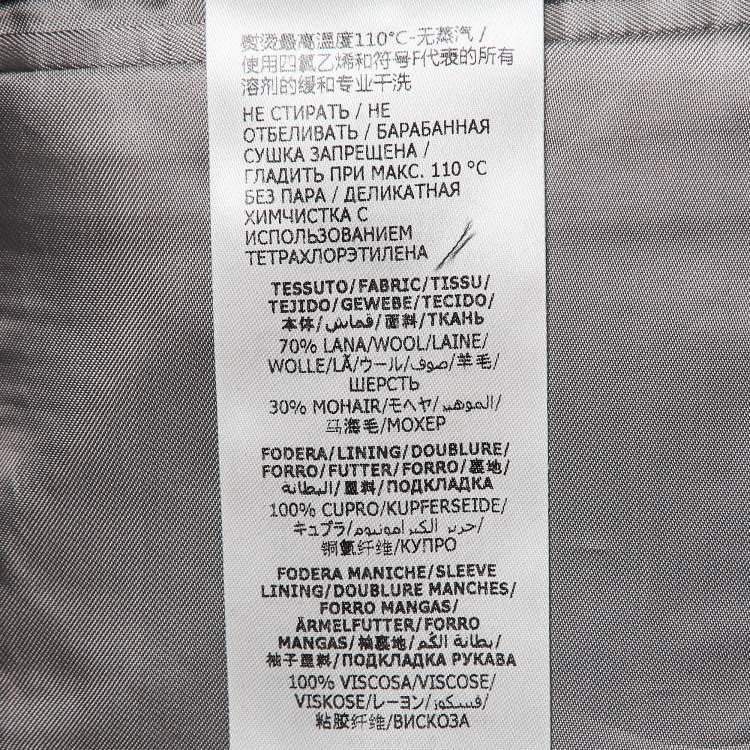 熨烫最高温度110°C-无蒸汽 /
使用四氯乙烯和符号F代表的所有
溶剂的缓和专业干洗
НЕ СТИРАТЬ / НЕ
ОТБЕЛИВАТЬ / БАРАБАННАЯ
СУШКА ЗАПРЕЩЕНА /
ГЛАДИТЬ ПРИ МАКС. 110 °C
БЕЗ ПАРА / ДЕЛИКАТНАЯ
ХИМЧИСТКА С
ИСПОЛЬЗОВАНИЕМ
ТЕТРАХЛОРЭТИЛЕНА
TESSUTO/FABRIC/TISSU/
TEJIDO/GEWEBE/TECIDO/
本体/قماش/面料/ТКАНЬ
70% LANA/WOOL/LAINE/
WOLLE/LÃ/ウール/صوف/羊毛/
ШЕРСТЬ
30% MOHAIR/モヘヤ/الموهير/
马海毛/МОХЕР
FODERA/LINING/DOUBLURE/
FORRO/FUTTER/FORRO/裏地/
البطانة/里料/ПОДКЛАДКА
100% CUPRO/KUPFERSEIDE/
キュプラ/حرير الكبرامونيوم/
铜氨纤维/КУПРО
FODERA MANICHE/SLEEVE
LINING/DOUBLURE MANCHES/
FORRO MANGAS/
ÄRMELFUTTER/FORRO
MANGAS/袖裏地/بطانة الكم/
袖子里料/ПОДКЛАДКА РУКАВА
100% VISCOSA/VISCOSE/
VISKOSE/レーヨン/فسكوز/
粘胶纤维/ВИСКОЗА